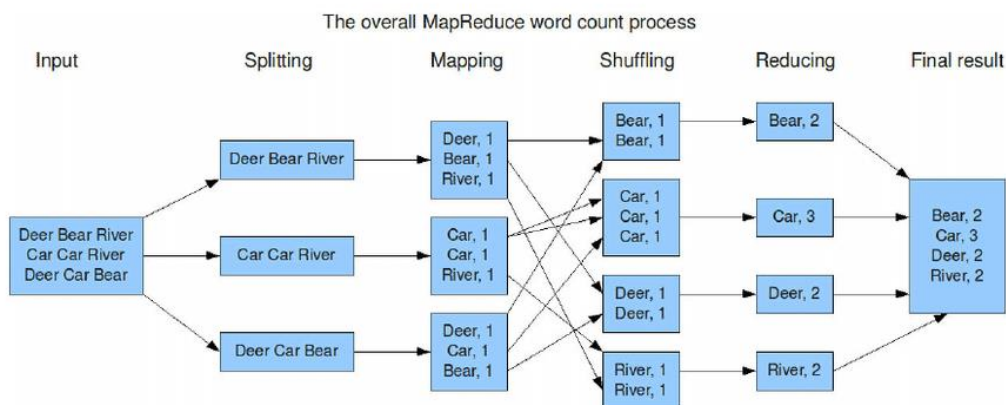 The overall MapReduce word count process
Input
Splitting
Mapping
Shuffling
Reducing
Final result
Deer Bear River
Car Car River
Deer Car Bear
Deer Bear River
Car Car River
Deer Car Bear
Deer, 1
Bear, 1
River, 1
Car, 1
Car, 1
River, 1
Deer, 1
Car, 1
Bear, 1
Bear, 1
Bear, 1
Car, 1
Car, 1
Car, 1
Deer, 1
Deer, 1
River, 1
River, 1
Bear, 2
Car, 3
Deer, 2
River, 2
Bear, 2
Car, 3
Deer, 2
River, 2